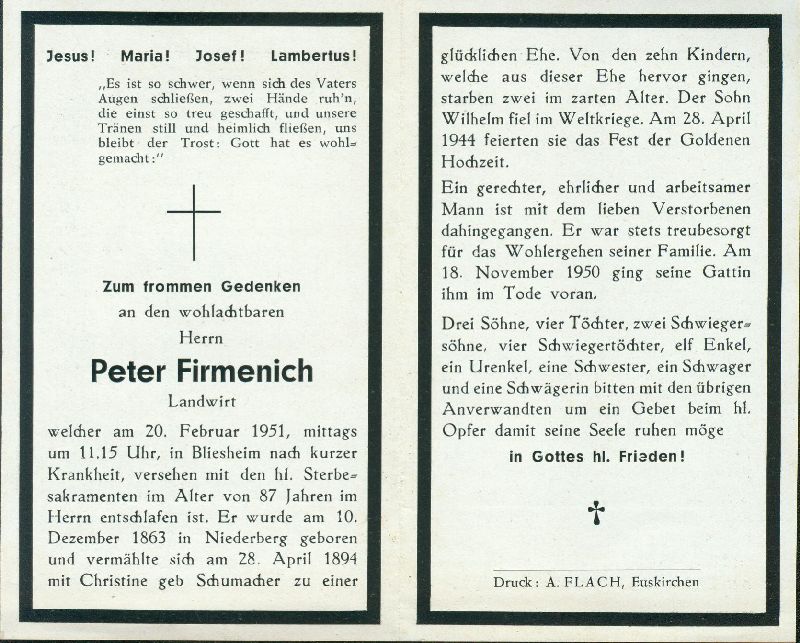 Jesus! Maria! Josef! Lambertus!
„Es ist so schwer, wenn sich des Vaters
Augen schließen, zwei Hände ruh'n,
die einst so treu geschafft, und unsere
Tränen still und heimlich fließen, uns
bleibt der Trost: Gott hat es wohl=
gemacht:"
Zum frommen Gedenken
an den wohlachtbaren
Herrn
Peter Firmenich
Landwirt
welcher am 20. Februar 1951, mittags
um 11.15 Uhr, in Bliesheim nach kurzer
Krankheit, versehen mit den hl. Sterbe=
sakramenten im Alter von 87 Jahren im
Herrn entschlafen ist. Er wurde am 10.
Dezember 1863 in Niederberg geboren
und vermählte sich am 28. April 1894
mit Christine geb Schumacher zu einer
glücklichen Ehe. Von den zehn Kindern,
welche aus dieser Ehe hervor gingen,
starben zwei im zarten Alter. Der Sohn
Wilhelm fiel im Weltkriege. Am 28. April
1944 feierten sie das Fest der Goldenen
Hochzeit.
Ein gerechter, ehrlicher und arbeitsamer
Mann ist mit dem lieben Verstorbenen
dahingegangen. Er war stets treubesorgt
für das Wohlergehen seiner Familie. Am
18. November 1950 ging seine Gattin
ihm im Tode voran.
Drei Söhne, vier Töchter, zwei Schwieger=
söhne, vier Schwiegertöchter, elf Enkel,
ein Urenkel, eine Schwester, ein Schwager
und eine Schwägerin bitten mit den übrigen
Anverwandten um ein Gebet beim hl.
Opfer damit seine Seele ruhen möge
in Gottes hl. Frieden!
Druck: A. FLACH, Euskirchen